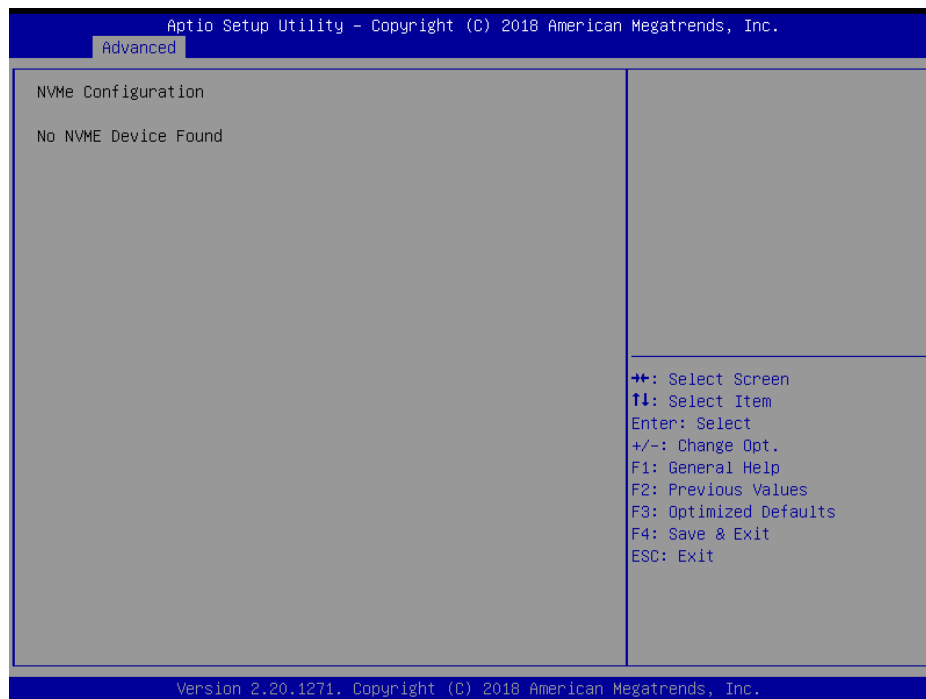 Aptio Setup Utility – Copyright (C) 2018 American Megatrends, Inc.
Advanced
NVMe Configuration
No NVME Device Found
→←: Select Screen
↑↓: Select Item
Enter: Select
+/-: Change Opt.
F1: General Help
F2: Previous Values
F3: Optimized Defaults
F4: Save & Exit
ESC: Exit
Version 2.20.1271. Copyright (C) 2018 American Megatrends, Inc.